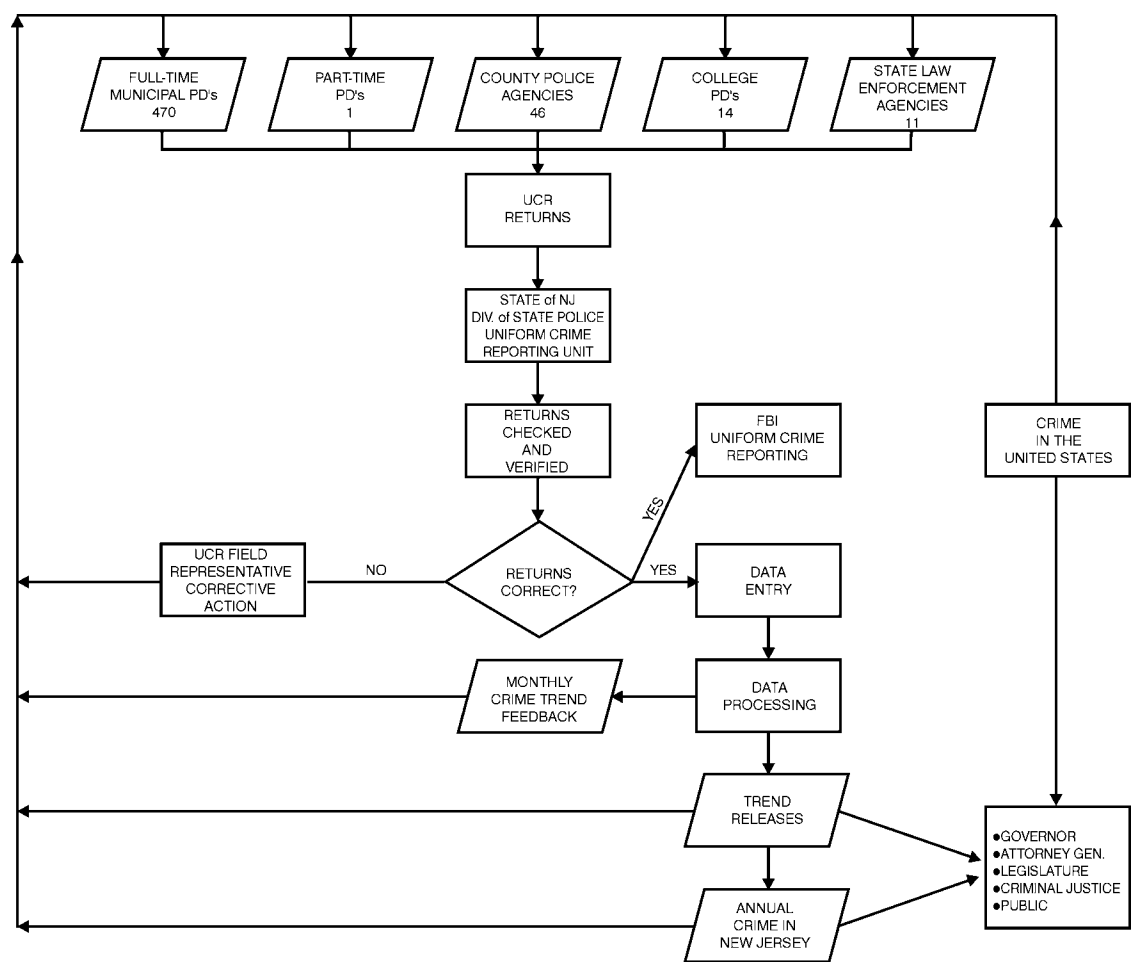 FULL-TIME
MUNICIPAL PD's
470
PART-TIME
PD's
1
COUNTY POLICE
AGENCIES
46
COLLEGE
PD's
14
STATE LAW
ENFORCEMENT
AGENCIES
11
UCR
RETURNS
STATE of NJ
DIV. of STATE POLICE
UNIFORM CRIME
REPORTING UNIT
RETURNS
CHECKED
AND
VERIFIED
FBI
UNIFORM CRIME
REPORTING
CRIME
IN THE
UNITED STATES
YES
UCR FIELD
REPRESENTATIVE
CORRECTIVE
ACTION
NO
RETURNS
CORRECT?
YES
DATA
ENTRY
MONTHLY
CRIME TREND
FEEDBACK
DATA
PROCESSING
TREND
RELEASES
●GOVERNOR
●ATTORNEY GEN.
●LEGISLATURE
●CRIMINAL JUSTICE
●PUBLIC
ANNUAL
CRIME IN
NEW JERSEY